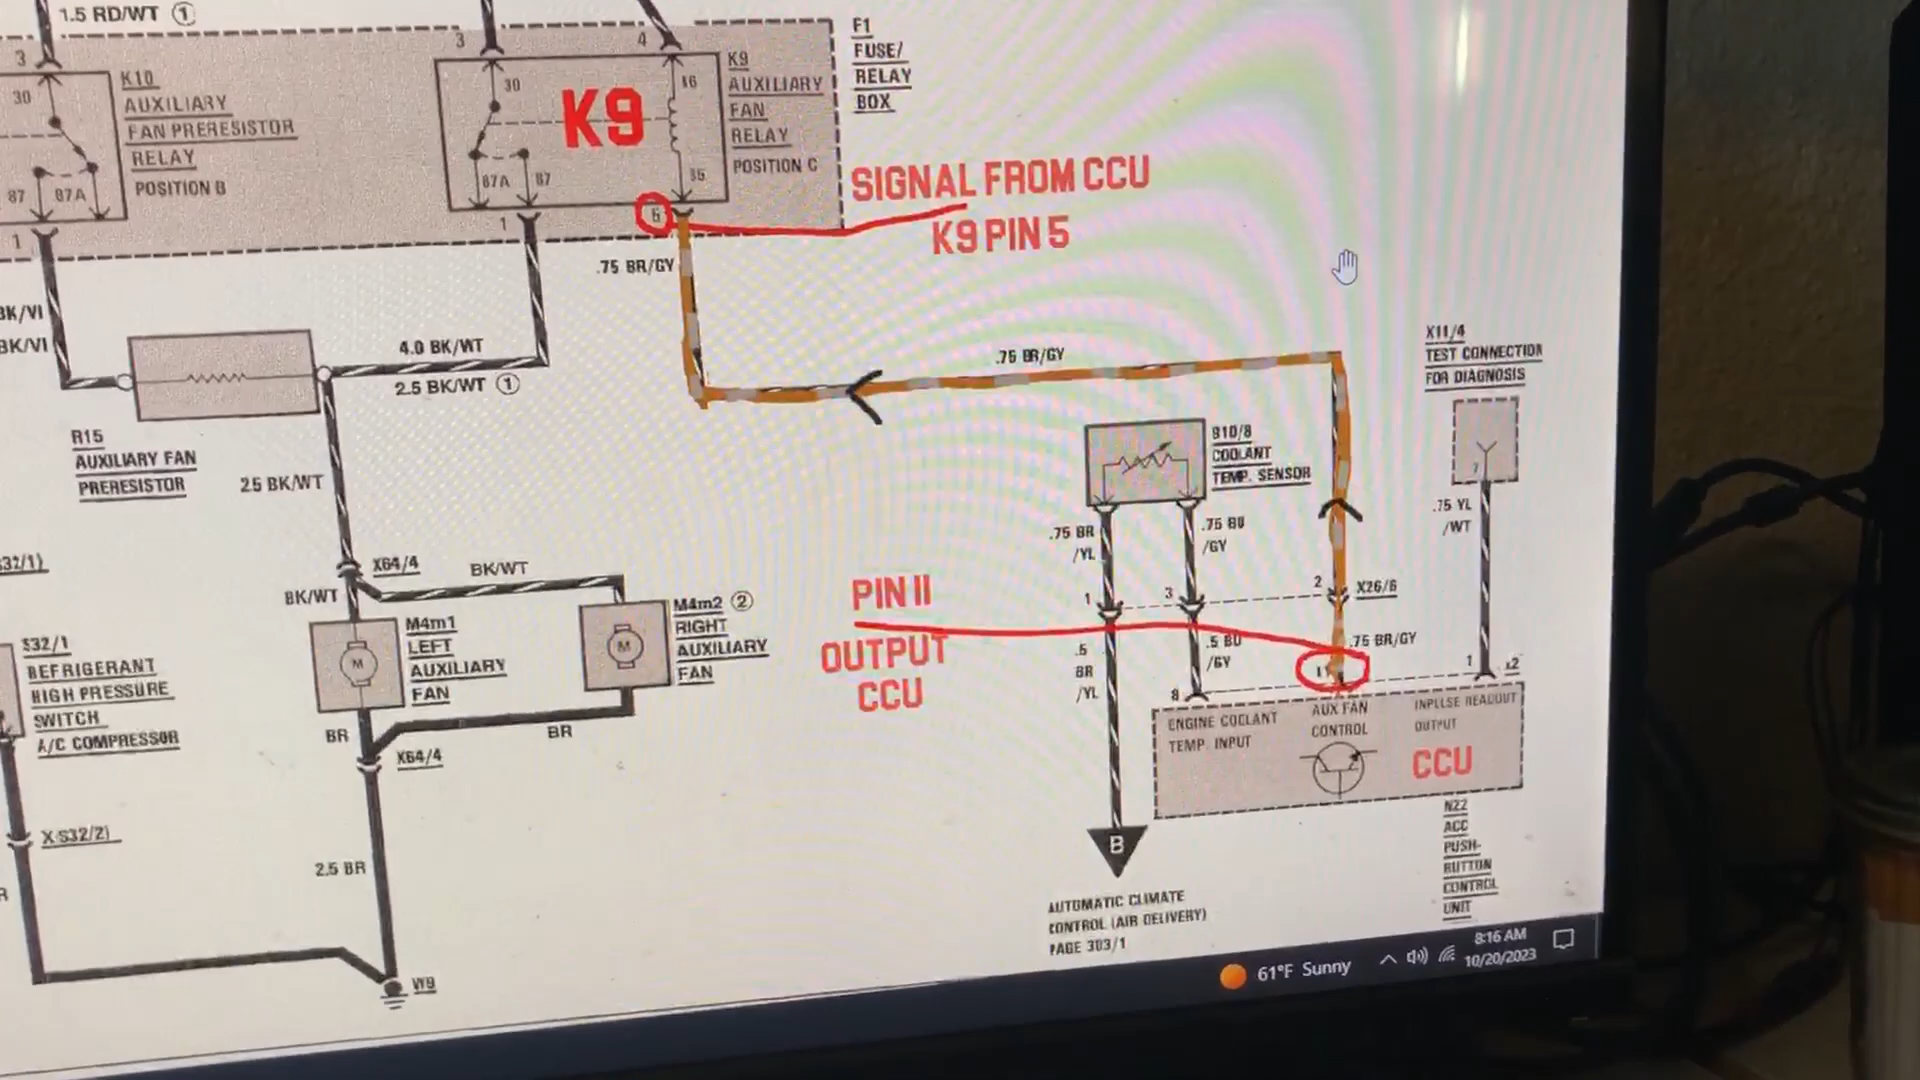 1.5 RD/WT ①
3
30
K10
AUXILIARY
FAN PRERESISTOR
RELAY
POSITION B
87
87A
1
3
4
30
86
K9
87A
87
85
1
K9
AUXILIARY
FAN
RELAY
POSITION C
F1
FUSE/
RELAY
BOX
SIGNAL FROM CCU
K9 PIN 5
.75 BR/GY
BK/VI
BK/VI
4.0 BK/WT
2.5 BK/WT ①
R15
AUXILIARY FAN
PRERESISTOR
2.5 BK/WT
.75 BR/GY
X11/4
TEST CONNECTION
FOR DIAGNOSIS
7
.75 YL
/WT
B10/8
COOLANT
TEMP. SENSOR
.75 BR
/YL
.75 BU
/GY
1
3
2
X26/6
S32/1)
X64/4
BK/WT
BK/WT
M4m1
LEFT
AUXILIARY
FAN
M
M
M4m2 ②
RIGHT
AUXILIARY
FAN
PIN 11
OUTPUT
CCU
.5
BR
/YL
.5 BU
/GY
.75 BR/GY
8
11
1
S32/1
REFRIGERANT
HIGH PRESSURE
SWITCH
A/C COMPRESSOR
BR
BR
X64/4
ENGINE COOLANT
TEMP. INPUT
AUX FAN
CONTROL
IMPULSE READOUT
OUTPUT
CCU
N22
ACC
PUSH-
BUTTON
CONTROL
UNIT
X(S32/2)
2.5 BR
B
AUTOMATIC CLIMATE
CONTROL (AIR DELIVERY)
PAGE 303/1
W9
61°F Sunny
8:16 AM
10/20/2023